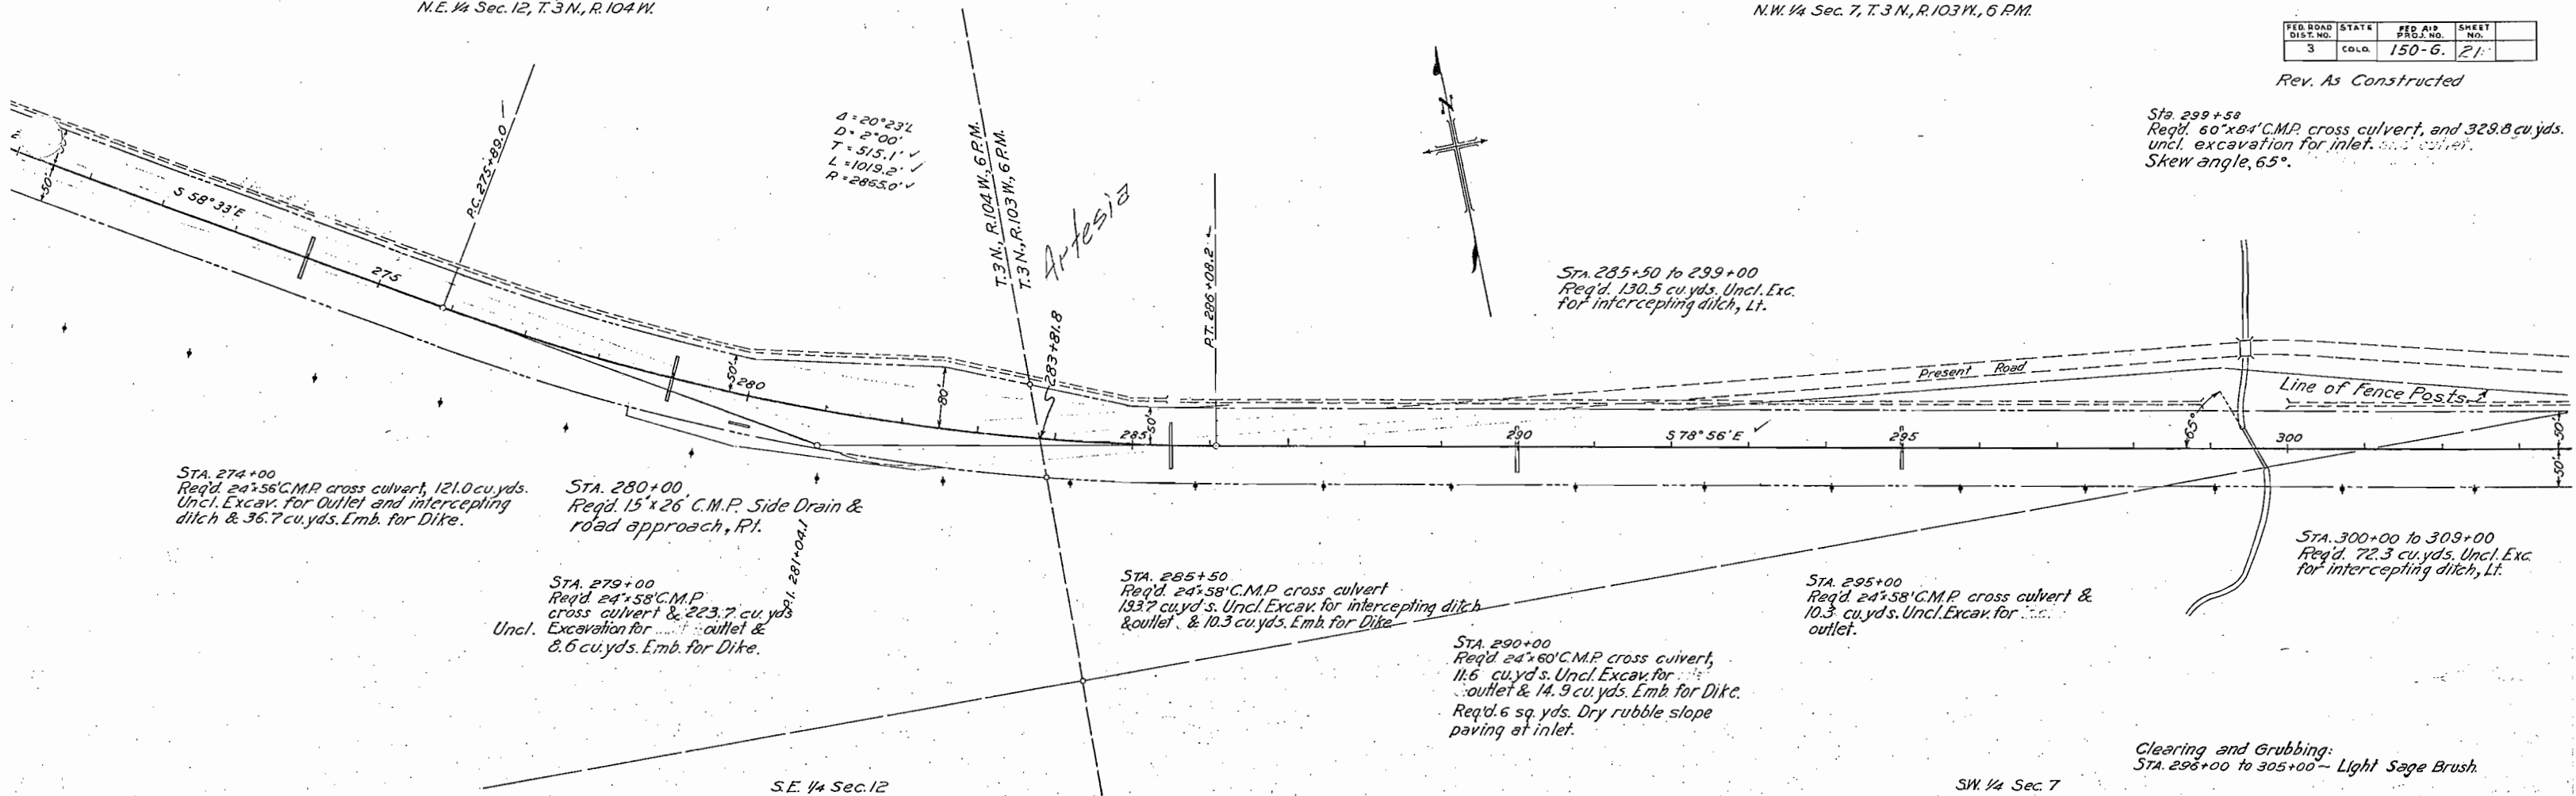 N.E. 1/4 Sec. 12, T. 3 N., R. 104 W.
N.W. 1/4 Sec. 7, T. 3 N., R. 103 W., 6 P.M.
FED. ROAD DIST. NO. STATE FED. AID PROJ. NO. SHEET NO.
3 COLO. 150-G. 21
Rev. As Constructed
Sta. 299+58
Req'd. 60"x84' C.M.P. cross culvert, and 329.8 cu. yds.
uncl. excavation for inlet.
Skew angle, 65°.
Δ = 20°23'L
D = 2°00'
T = 515.1' ✓
L = 1019.2' ✓
R = 2865.0' ✓
P.C. 275+89.0
T. 3 N., R. 104 W., 6 P.M.
T. 3 N., R. 103 W., 6 P.M.
Artesia
N
P.T. 286+08.2
283+81.8
50'
S 58°33'E
275
50'
280
80'
50'
285
STA. 285+50 to 299+00
Req'd. 130.5 cu. yds. Uncl. Exc.
for intercepting ditch, Lt.
Present Road
Line of Fence Posts
290
S 78°56'E ✓
295
65°
300
50'
50'
STA. 274+00
Req'd. 24"x56' C.M.P. cross culvert, 121.0 cu. yds.
Uncl. Excav. for Outlet and intercepting
ditch & 36.7 cu. yds. Emb. for Dike.
STA. 280+00
Req'd. 15"x26' C.M.P. Side Drain &
road approach, Rt.
P.I. 281+04.1
STA. 279+00
Req'd. 24"x58' C.M.P.
cross culvert & 223.7 cu. yds
Uncl. Excavation for outlet &
8.6 cu. yds. Emb. for Dike.
STA. 285+50
Req'd. 24"x58' C.M.P cross culvert
193.7 cu. yd's. Uncl. Excav. for intercepting ditch
& outlet & 10.3 cu. yds. Emb. for Dike
STA. 290+00
Req'd. 24"x60' C.M.P. cross culvert,
11.6 cu. yd's. Uncl. Excav. for
outlet & 14.9 cu. yds. Emb. for Dike.
Req'd. 6 sq. yds. Dry rubble slope
paving at inlet.
STA. 295+00
Req'd. 24"x58' C.M.P. cross culvert &
10.3 cu. yds. Uncl. Excav. for
outlet.
STA. 300+00 to 309+00
Req'd. 72.3 cu. yds. Uncl. Exc.
for intercepting ditch, Lt.
Clearing and Grubbing:
STA. 296+00 to 305+00 ~ Light Sage Brush.
S.E. 1/4 Sec. 12
S.W. 1/4 Sec. 7